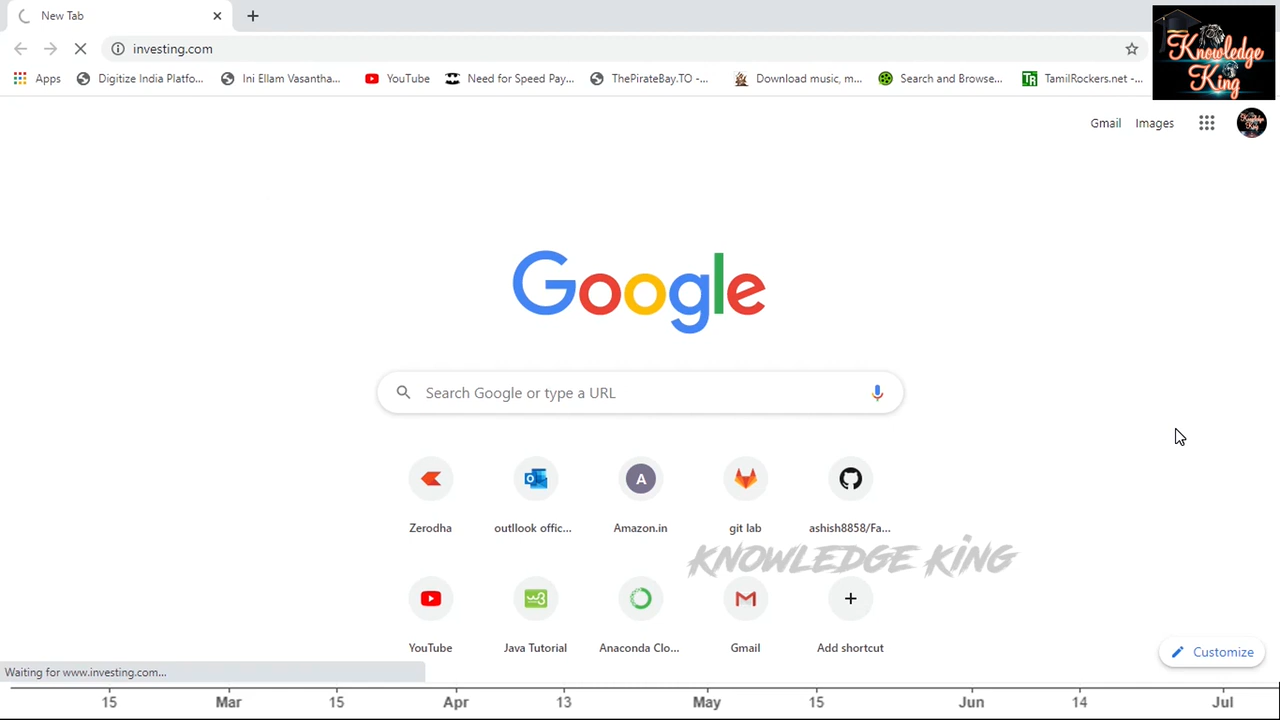 New Tab
investing.com
Apps Digitize India Platfo... Ini Ellam Vasantha... YouTube Need for Speed Pay... ThePirateBay.TO -... Download music, m... Search and Browse... TamilRockers.net -...
Knowledge
King
Gmail Images
Google
Search Google or type a URL
A
Zerodha outllook offic... Amazon.in git lab ashish8858/Fa...
KNOWLEDGE KING
YouTube Java Tutorial Anaconda Clo... Gmail Add shortcut
Customize
Waiting for www.investing.com...
15 Mar 15 Apr 13 May 15 Jun 14 Jul